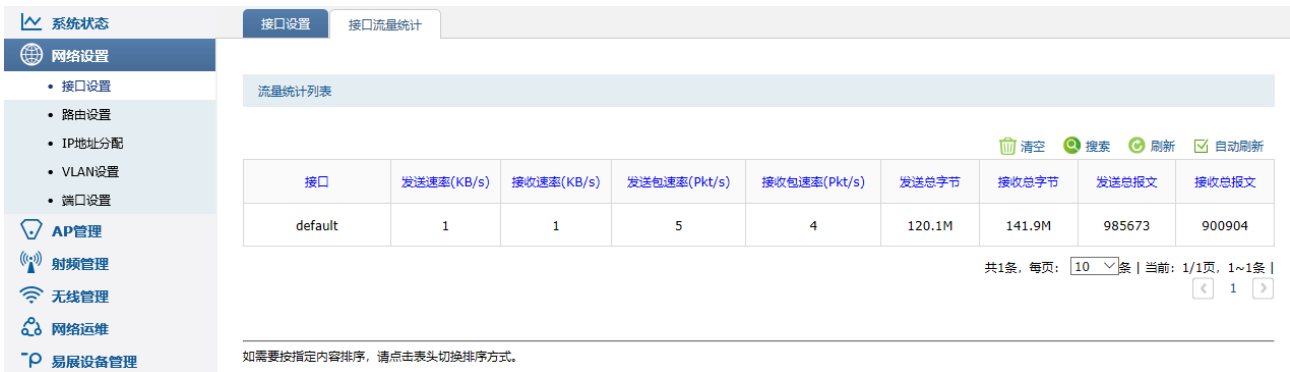 系统状态
网络设置
• 接口设置
• 路由设置
• IP地址分配
• VLAN设置
• 端口设置
AP管理
射频管理
无线管理
网络运维
易展设备管理
接口设置 接口流量统计
流量统计列表
清空 搜索 刷新 自动刷新
接口 发送速率(KB/s) 接收速率(KB/s) 发送包速率(Pkt/s) 接收包速率(Pkt/s) 发送总字节 接收总字节 发送总报文 接收总报文
default 1 1 5 4 120.1M 141.9M 985673 900904
共1条, 每页: 10 条 | 当前: 1/1页, 1~1条 |
< 1 >
如需要按指定内容排序, 请点击表头切换排序方式。